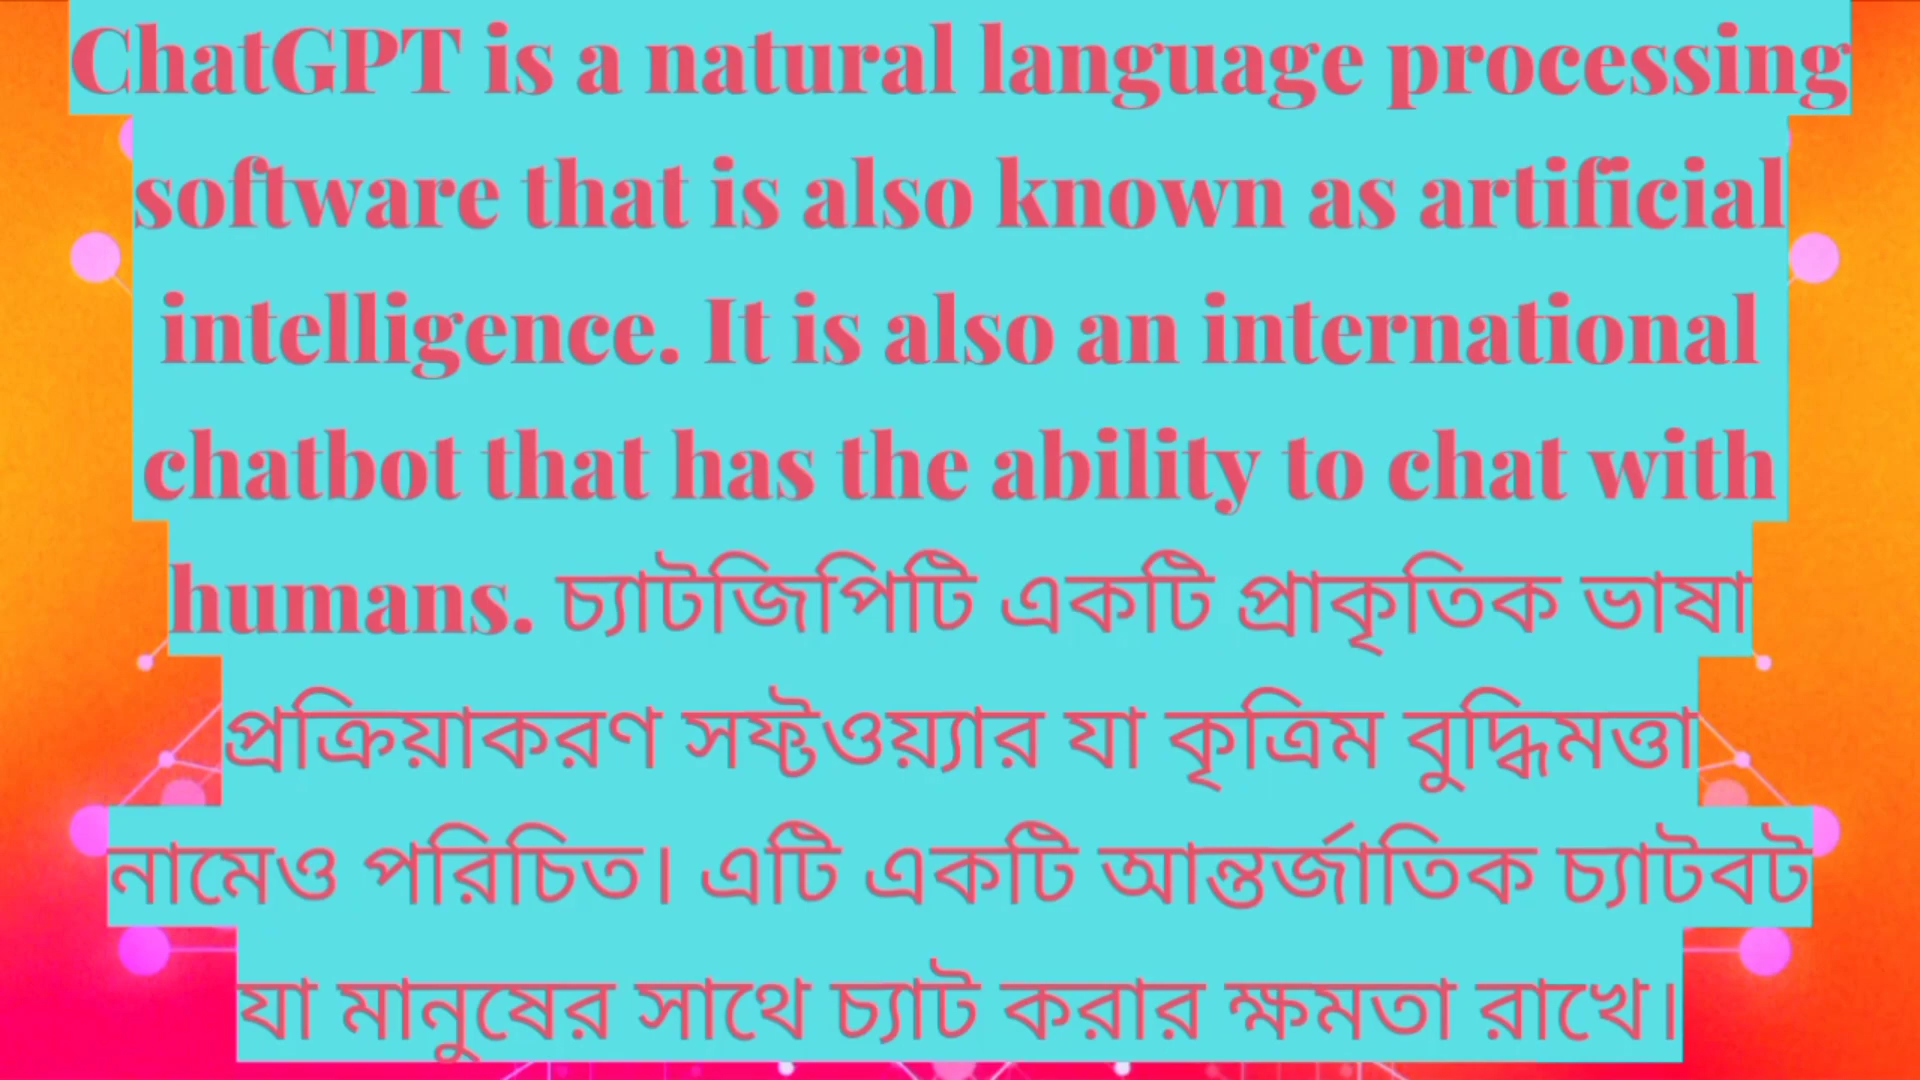 ChatGPT is a natural language processing
software that is also known as artificial
intelligence. It is also an international
chatbot that has the ability to chat with
humans. চ্যাটজিপিটি একটি প্রাকৃতিক ভাষা
প্রক্রিয়াকরণ সফ্টওয়্যার যা কৃত্রিম বুদ্ধিমত্তা
নামেও পরিচিত। এটি একটি আন্তর্জাতিক চ্যাটবট
যা মানুষের সাথে চ্যাট করার ক্ষমতা রাখে।